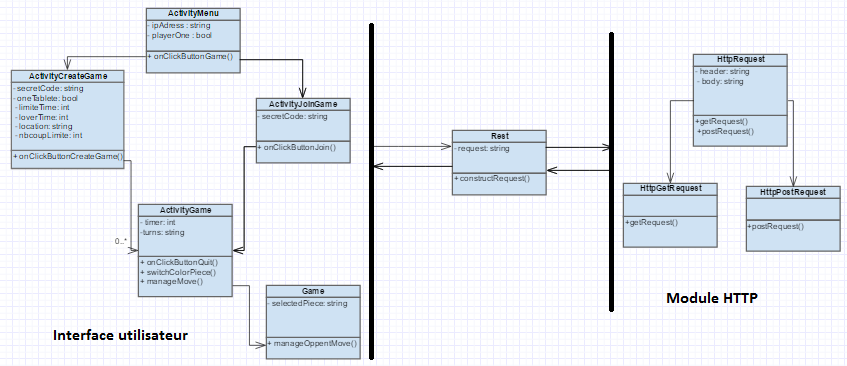 ActivityMenu
- ipAdress : string
- playerOne : bool
+ onClickButtonGame()
ActivityCreateGame
- secretCode: string
- oneTablete: bool
- limiteTime: int
- loverTime: int
- location: string
- nbcoupLimite: int
+ onClickButtonCreateGame()
ActivityJoinGame
- secretCode: string
+ onClickButtonJoin()
ActivityGame
- timer: int
-turns: string
+ onClickButtonQuit()
+ switchColorPiece()
+ manageMove()
0..*
Game
- selectedPiece: string
+ manageOppentMove()
Interface utilisateur
Rest
- request: string
+ constructRequest()
HttpRequest
- header: string
- body: string
+getRequest()
+postRequest()
HttpGetRequest
+getRequest()
HttpPostRequest
+postRequest()
Module HTTP